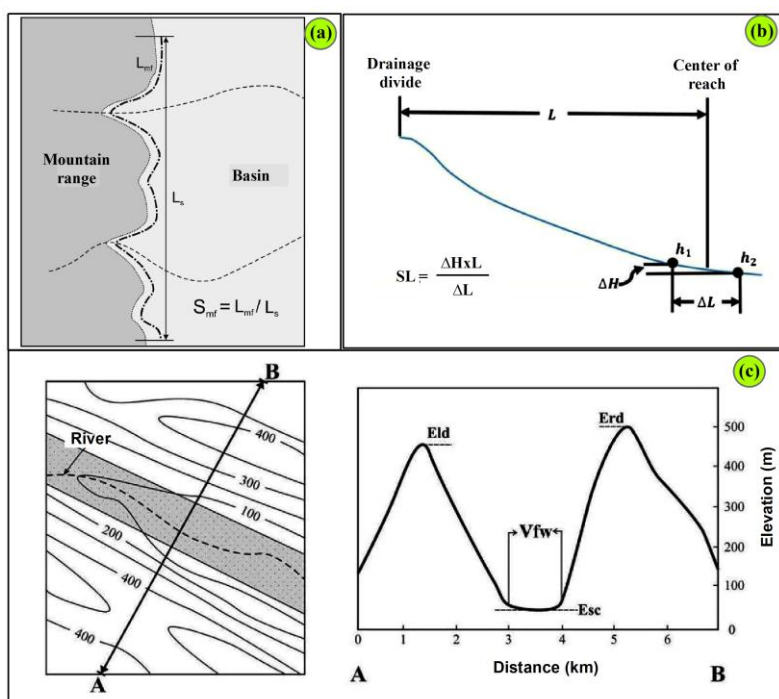 (a)
Lmf
Mountain
range
Basin
Ls
Smf = Lmf / Ls
(b)
Drainage
divide
Center of
reach
L
h1
h2
SL = ΔHxL
ΔL
ΔH
ΔL
(c)
B
River
400
300
100
200
400
400
A
Eld
Erd
Vfw
Esc
500
400
300
200
100
0
Elevation (m)
0 1 2 3 4 5 6 7
A Distance (km) B